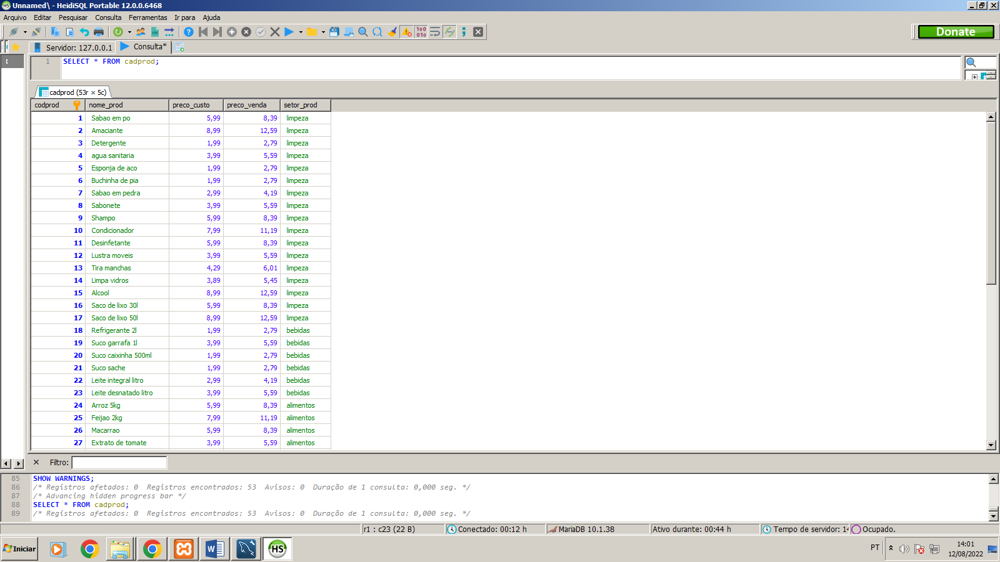 Unnamed\ - HeidiSQL Portable 12.0.0.6468
Arquivo Editar Pesquisar Consulta Ferramentas Ir para Ajuda
Donate
Servidor: 127.0.0.1 Consulta*
1 SELECT * FROM cadprod;
cadprod (53r × 5c)
codprod nome_prod preco_custo preco_venda setor_prod
1 Sabao em po 5,99 8,39 limpeza
2 Amaciante 8,99 12,59 limpeza
3 Detergente 1,99 2,79 limpeza
4 agua sanitaria 3,99 5,59 limpeza
5 Esponja de aco 1,99 2,79 limpeza
6 Buchinha de pia 1,99 2,79 limpeza
7 Sabao em pedra 2,99 4,19 limpeza
8 Sabonete 3,99 5,59 limpeza
9 Shampo 5,99 8,39 limpeza
10 Condicionador 7,99 11,19 limpeza
11 Desinfetante 5,99 8,39 limpeza
12 Lustra moveis 3,99 5,59 limpeza
13 Tira manchas 4,29 6,01 limpeza
14 Limpa vidros 3,89 5,45 limpeza
15 Alcool 8,99 12,59 limpeza
16 Saco de lixo 30l 5,99 8,39 limpeza
17 Saco de lixo 50l 8,99 12,59 limpeza
18 Refrigerante 2l 1,99 2,79 bebidas
19 Suco garrafa 1l 3,99 5,59 bebidas
20 Suco caixinha 500ml 1,99 2,79 bebidas
21 Suco sache 1,99 2,79 bebidas
22 Leite integral litro 2,99 4,19 bebidas
23 Leite desnatado litro 3,99 5,59 bebidas
24 Arroz 5kg 5,99 8,39 alimentos
25 Feijao 2kg 7,99 11,19 alimentos
26 Macarrao 5,99 8,39 alimentos
27 Extrato de tomate 3,99 5,59 alimentos
Filtro:
85 SHOW WARNINGS;
86 /* Registros afetados: 0 Registros encontrados: 53 Avisos: 0 Duração de 1 consulta: 0,000 seg. */
87 /* Advancing hidden progress bar */
88 SELECT * FROM cadprod;
89 /* Registros afetados: 0 Registros encontrados: 53 Avisos: 0 Duração de 1 consulta: 0,000 seg. */
r1 : c23 (22 B) Conectado: 00:12 h MariaDB 10.1.38 Ativo durante: 00:44 h Tempo de servidor: 14 Ocupado.
Iniciar
HS
PT
14:01
12/08/2022